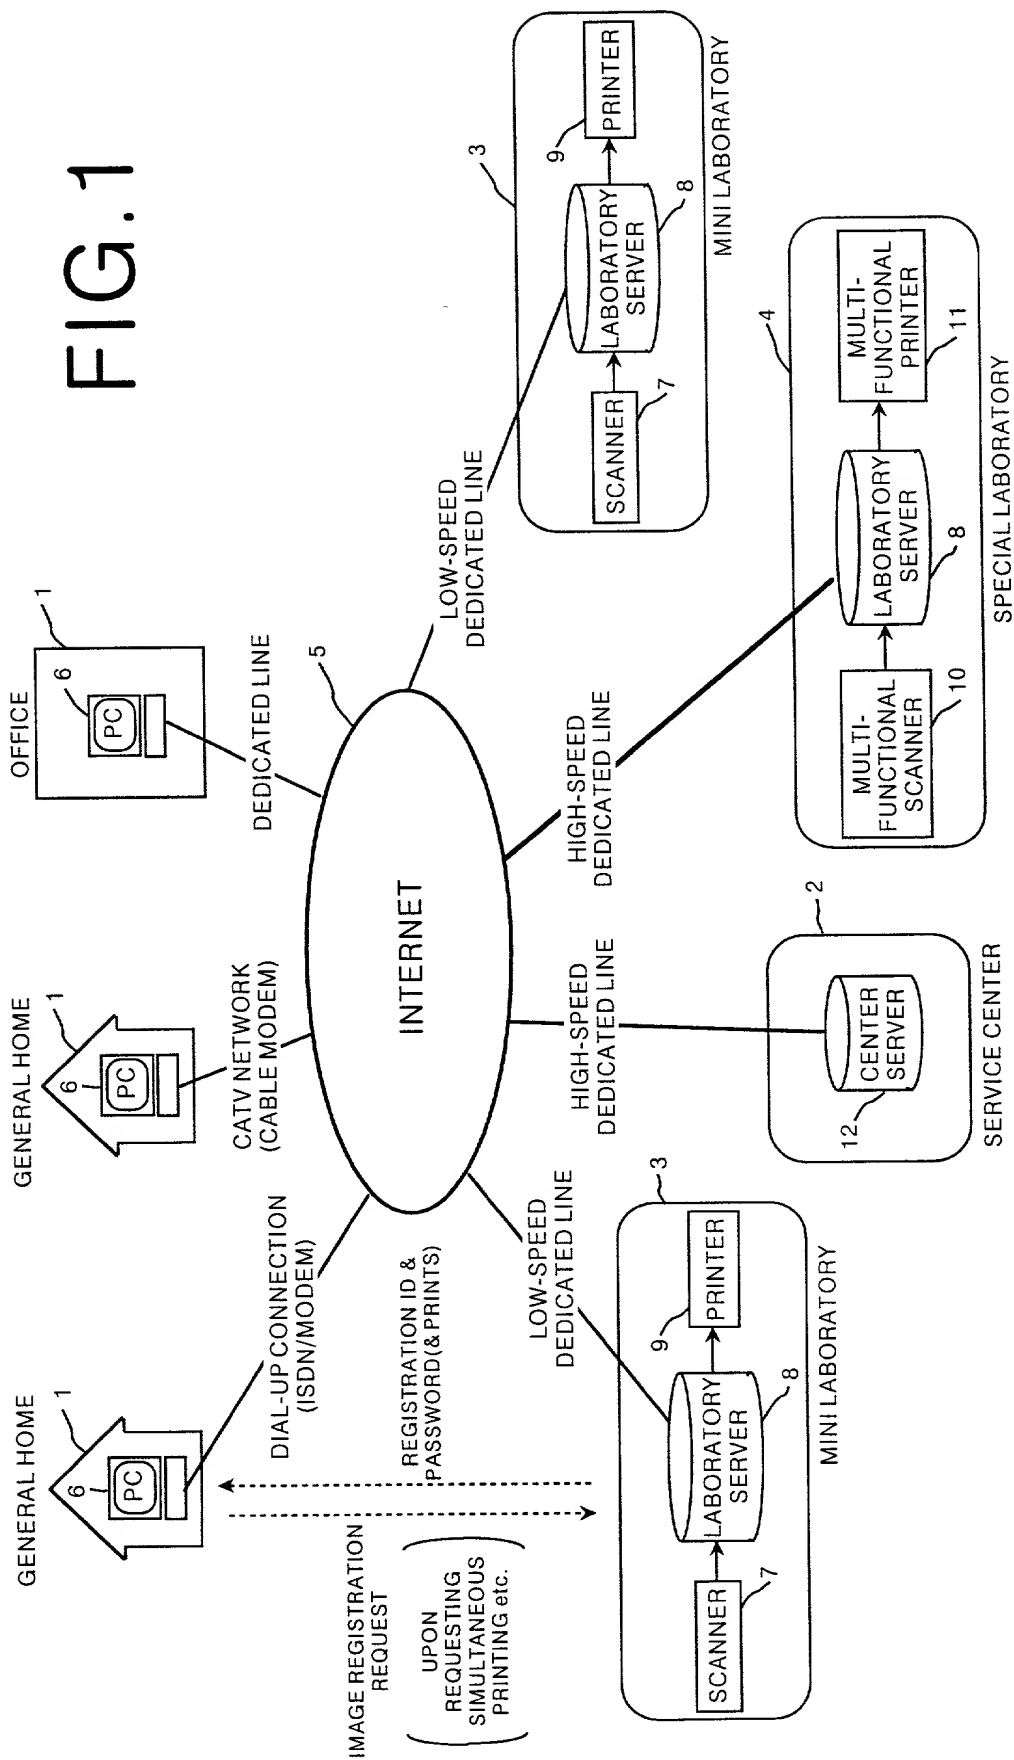 FIG.1
GENERAL HOME
1
6
PC
GENERAL HOME
1
6
PC
OFFICE
1
6
PC
DIAL-UP CONNECTION
(ISDN/MODEM)
CATV NETWORK
(CABLE MODEM)
DEDICATED LINE
5
INTERNET
IMAGE REGISTRATION
REQUEST
UPON
REQUESTING
SIMULTANEOUS
PRINTING etc.
REGISTRATION ID &
PASSWORD(& PRINTS)
LOW-SPEED
DEDICATED LINE
HIGH-SPEED
DEDICATED LINE
HIGH-SPEED
DEDICATED LINE
LOW-SPEED
DEDICATED LINE
3
SCANNER
7
LABORATORY
SERVER
8
9
PRINTER
MINI LABORATORY
2
CENTER
SERVER
12
SERVICE CENTER
4
MULTI-
FUNCTIONAL
SCANNER
10
LABORATORY
SERVER
8
MULTI-
FUNCTIONAL
PRINTER
11
SPECIAL LABORATORY
3
SCANNER
7
LABORATORY
SERVER
8
9
PRINTER
MINI LABORATORY